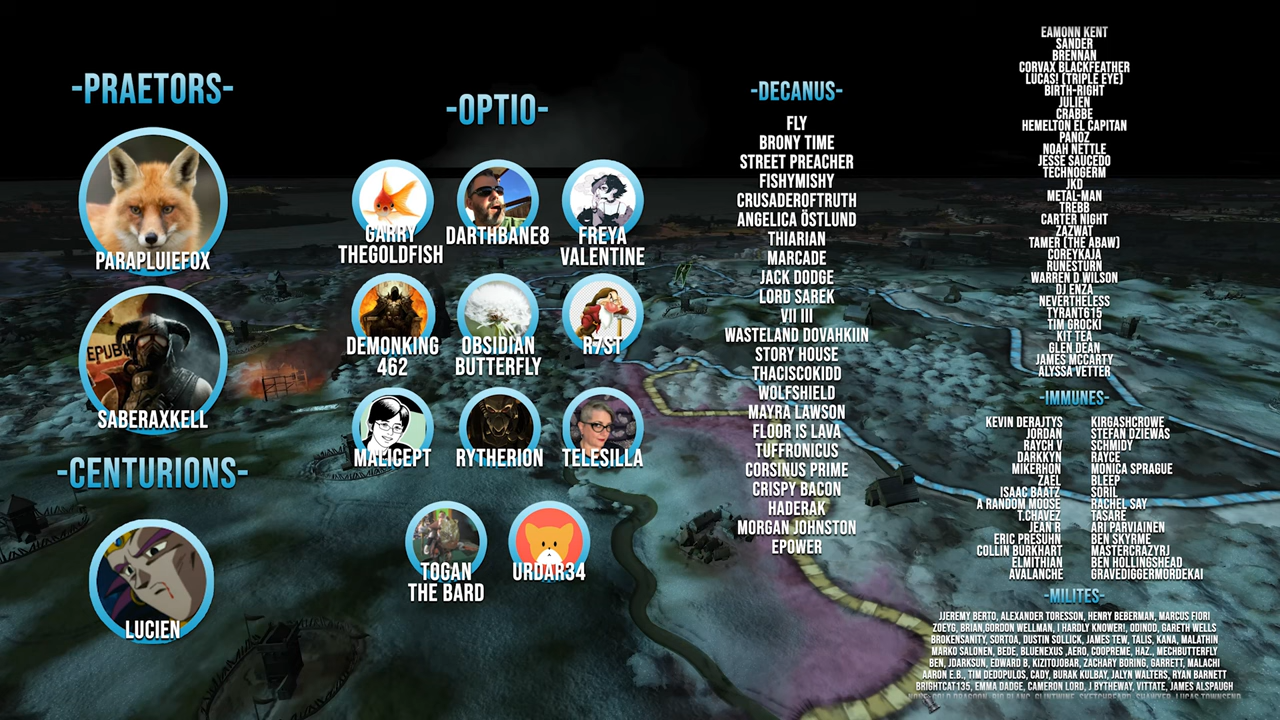 -PRAETORS-
PARAPLUIEFOX
EPUB
SABERAXKELL
-CENTURIONS-
LUCIEN
-OPTIO-
GARRY
THEGOLDFISH
DARTHBANE8
FREYA
VALENTINE
DEMONKING
462
OBSIDIAN
BUTTERFLY
R7ST
MALICEPT
RYTHERION
TELESILLA
TOGAN
THE BARD
URDAR34
-DECANUS-
FLY
BRONY TIME
STREET PREACHER
FISHYMISHY
CRUSADEROFTRUTH
ANGELICA ÖSTLUND
THIARIAN
MARCADE
JACK DODGE
LORD SAREK
VII III
WASTELAND DOVAHKIIN
STORY HOUSE
THACISCOKIDD
WOLFSHIELD
MAYRA LAWSON
FLOOR IS LAVA
TUFFRONICUS
CORSINUS PRIME
CRISPY BACON
HADERAK
MORGAN JOHNSTON
EPOWER
EAMONN KENT
SANDER
BRENNAN
CORVAX BLACKFEATHER
LUCAS! (TRIPLE EYE)
BIRTH-RIGHT
JULIEN
CRABBE
HEMELTON EL CAPITAN
PANOZ
NOAH NETTLE
JESSE SAUCEDO
TECHNOGERM
JKD
METAL-MAN
TREBB
CARTER NIGHT
ZAZWAT
TAMER (THE ABAW)
COREYKAJA
RUNESTURN
WARREN D WILSON
DJ ENZA
NEVERTHELESS
TYRANT615
TIM GROCKI
KIT TEA
GLEN DEAN
JAMES MCCARTY
ALYSSA VETTER
-IMMUNES-
KEVIN DERAJTYS
JORDAN
RAYCH V
DARKKYN
MIKERHON
ZAEL
ISAAC BAATZ
A RANDOM MOOSE
T.CHAVEZ
JEAN R
ERIC PRESUHN
COLLIN BURKHART
ELMITHIAN
AVALANCHE
KIRGASHCROWE
STEFAN DZIEWAS
SCHMIDY
RAYCE
MONICA SPRAGUE
BLEEP
SORIL
RACHEL SAY
TASARE
ARI PARVIAINEN
BEN SKYRME
MASTERCRAZYRJ
BEN HOLLINGSHEAD
GRAVEDIGGERMORDEKAI
-MILITES-
JJEREMY BERTO, ALEXANDER TORESSON, HENRY BEBERMAN, MARCUS FIORI
ZOEYG, BRIAN, GORDON WELLMAN, I HARDLY KNOWER!, ODINOD, GARETH WELLS
BROKENSANITY, SORTOA, DUSTIN SOLLICK, JAMES TEW, TALIS, KANA, MALATHIN
MARKO SALONEN, BEDE, BLUENEXUS ,AERO, COOPREME, HAZ., MECHBUTTERFLY
BEN, JDARKSUN, EDWARD B, KIZITOJOBAR, ZACHARY BORING, GARRETT, MALACHI
AARON E.B., TIM DEDOPULOS, CADY, BURAK KULBAY, JALYN WALTERS, RYAN BARNETT
BRIGHTCAT135, EMMA DADGE, CAMERON LORD, J BYTHEWAY, VITTATE, JAMES ALSPAUGH